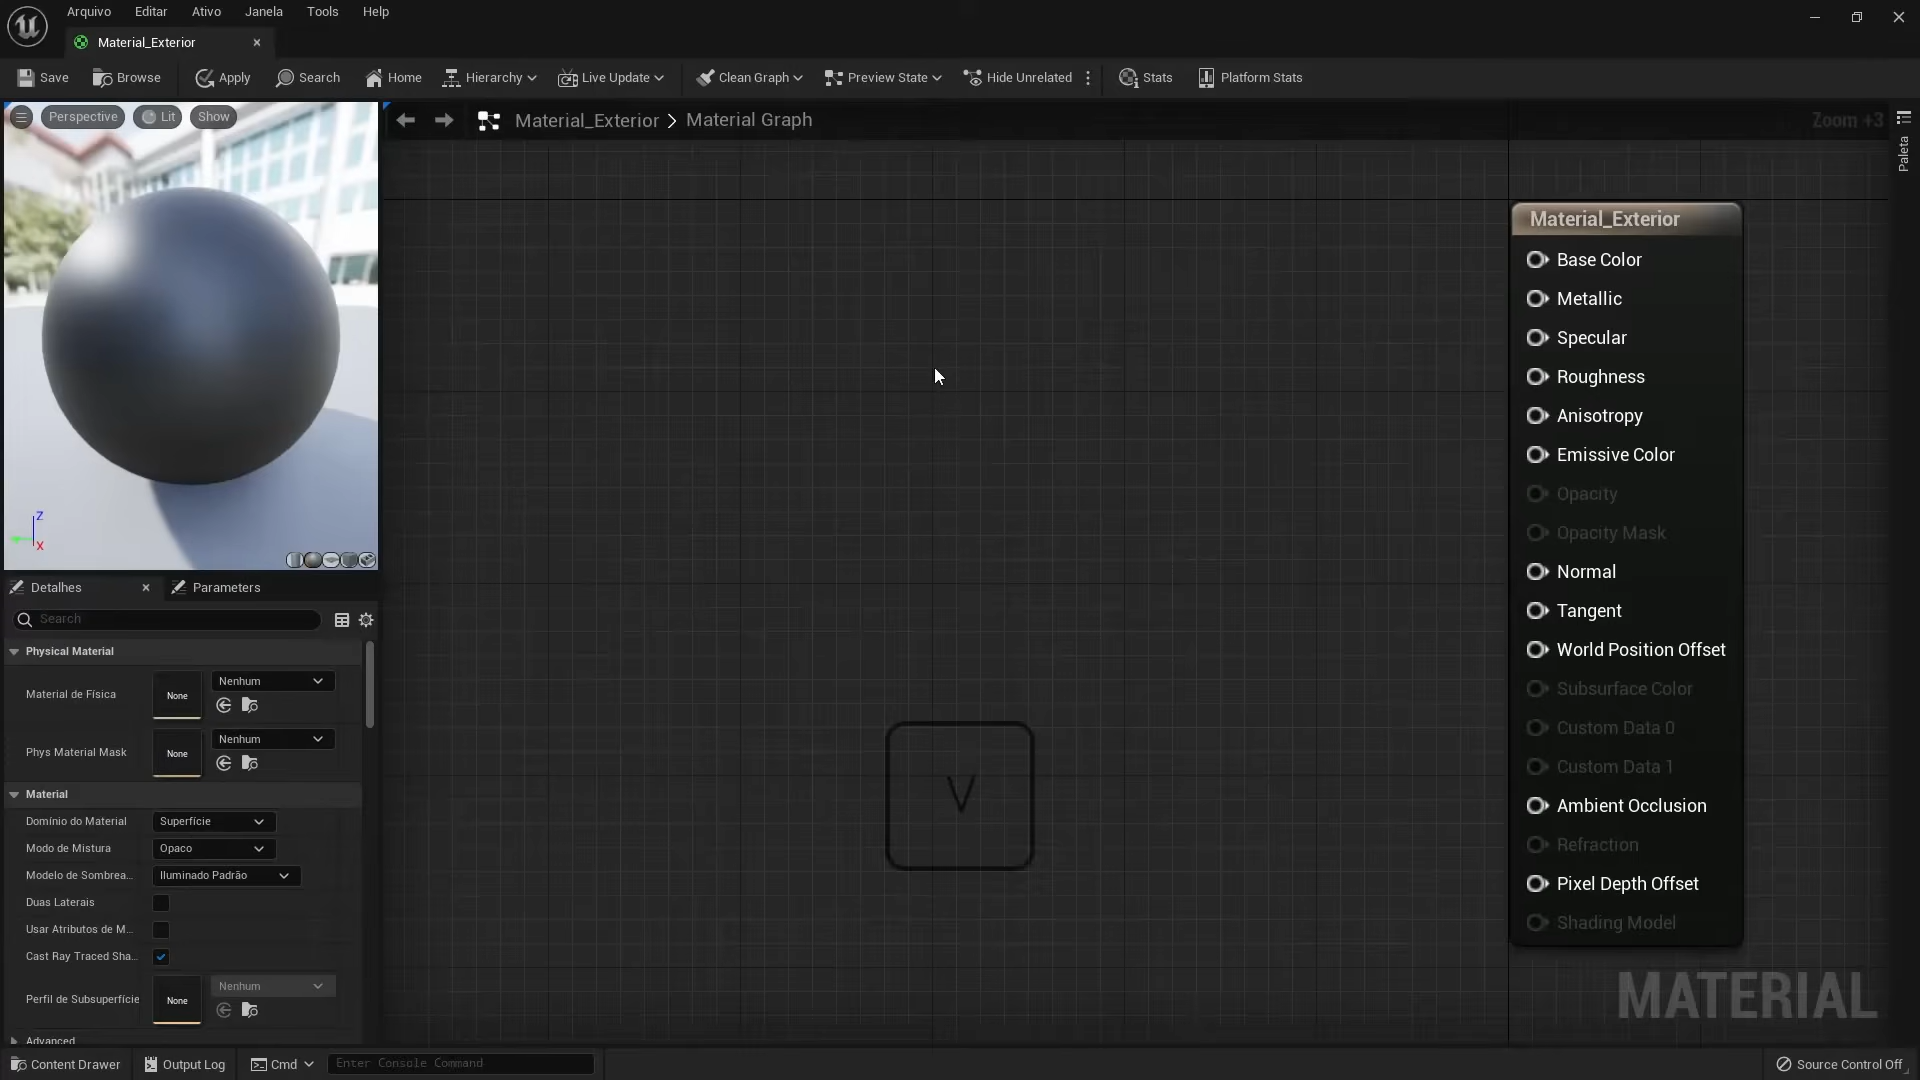 Arquivo Editar Ativo Janela Tools Help
Material_Exterior
Save Browse Apply Search Home Hierarchy Live Update Clean Graph Preview State Hide Unrelated Stats Platform Stats
Perspective Lit Show
Material_Exterior Material Graph
Zoom +3
Paleta
Material_Exterior
Base Color
Metallic
Specular
Roughness
Anisotropy
Emissive Color
Opacity
Opacity Mask
Normal
Tangent
World Position Offset
Subsurface Color
Custom Data 0
Custom Data 1
Ambient Occlusion
Refraction
Pixel Depth Offset
Shading Model
MATERIAL
V
Z
X
Detalhes Parameters
Search
Physical Material
Material de Física None Nenhum
Phys Material Mask None Nenhum
Material
Domínio do Material Superfície
Modo de Mistura Opaco
Modelo de Sombrea... Iluminado Padrão
Duas Laterais
Usar Atributos de M...
Cast Ray Traced Sha...
Perfil de Subsuperfície None Nenhum
Advanced
Content Drawer Output Log Cmd Enter Console Command Source Control Off